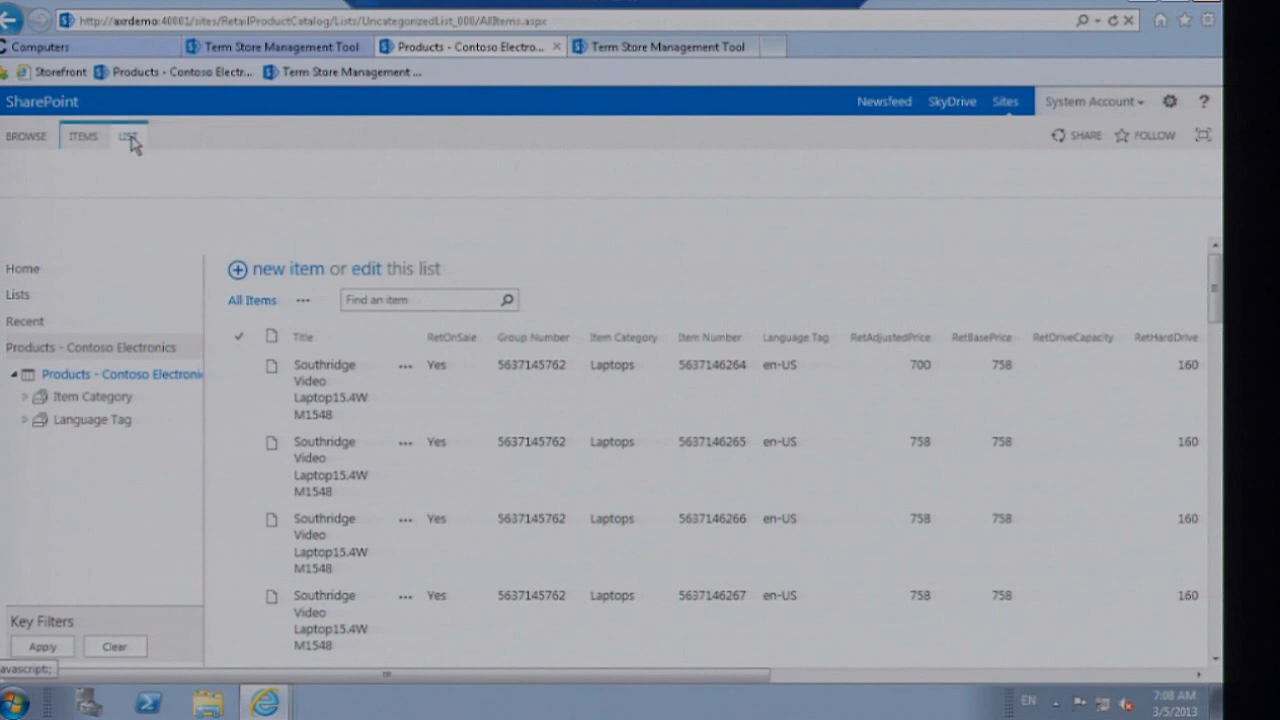 http://axrdemo:40001/sites/RetailProductCatalog/Lists/UncategorizedList_000/AllItems.aspx
Computers
Term Store Management Tool
Products - Contoso Electro...
Term Store Management Tool
Storefront
Products - Contoso Electr...
Term Store Management ...
SharePoint
Newsfeed SkyDrive Sites
System Account
?
BROWSE ITEMS LIST
SHARE FOLLOW
Home
Lists
Recent
Products - Contoso Electronics
Products - Contoso Electroni
Item Category
Language Tag
Key Filters
Apply Clear
avascript:;
new item or edit this list
All Items ... Find an item
Title RetOnSale Group Number Item Category Item Number Language Tag RetAdjustedPrice RetBasePrice RetDriveCapacity RetHardDrive
Southridge ... Yes 5637145762 Laptops 5637146264 en-US 700 758 160
Video
Laptop15.4W
M1548
Southridge ... Yes 5637145762 Laptops 5637146265 en-US 758 758 160
Video
Laptop15.4W
M1548
Southridge ... Yes 5637145762 Laptops 5637146266 en-US 758 758 160
Video
Laptop15.4W
M1548
Southridge ... Yes 5637145762 Laptops 5637146267 en-US 758 758 160
Video
Laptop15.4W
M1548
EN
7:08 AM
3/5/2013